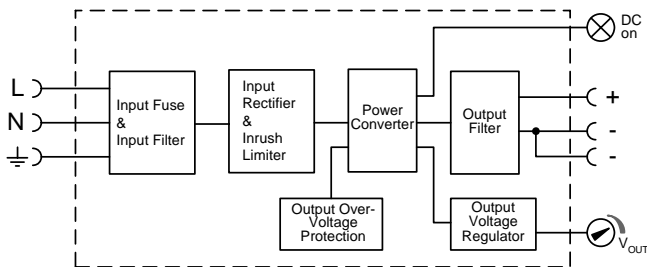 DC
on
L
Input Fuse
&
Input Filter
Input
Rectifier
&
Inrush
Limiter
Power
Converter
Output
Filter
+
N
-
-
Output Over-
Voltage
Protection
Output
Voltage
Regulator
VOUT